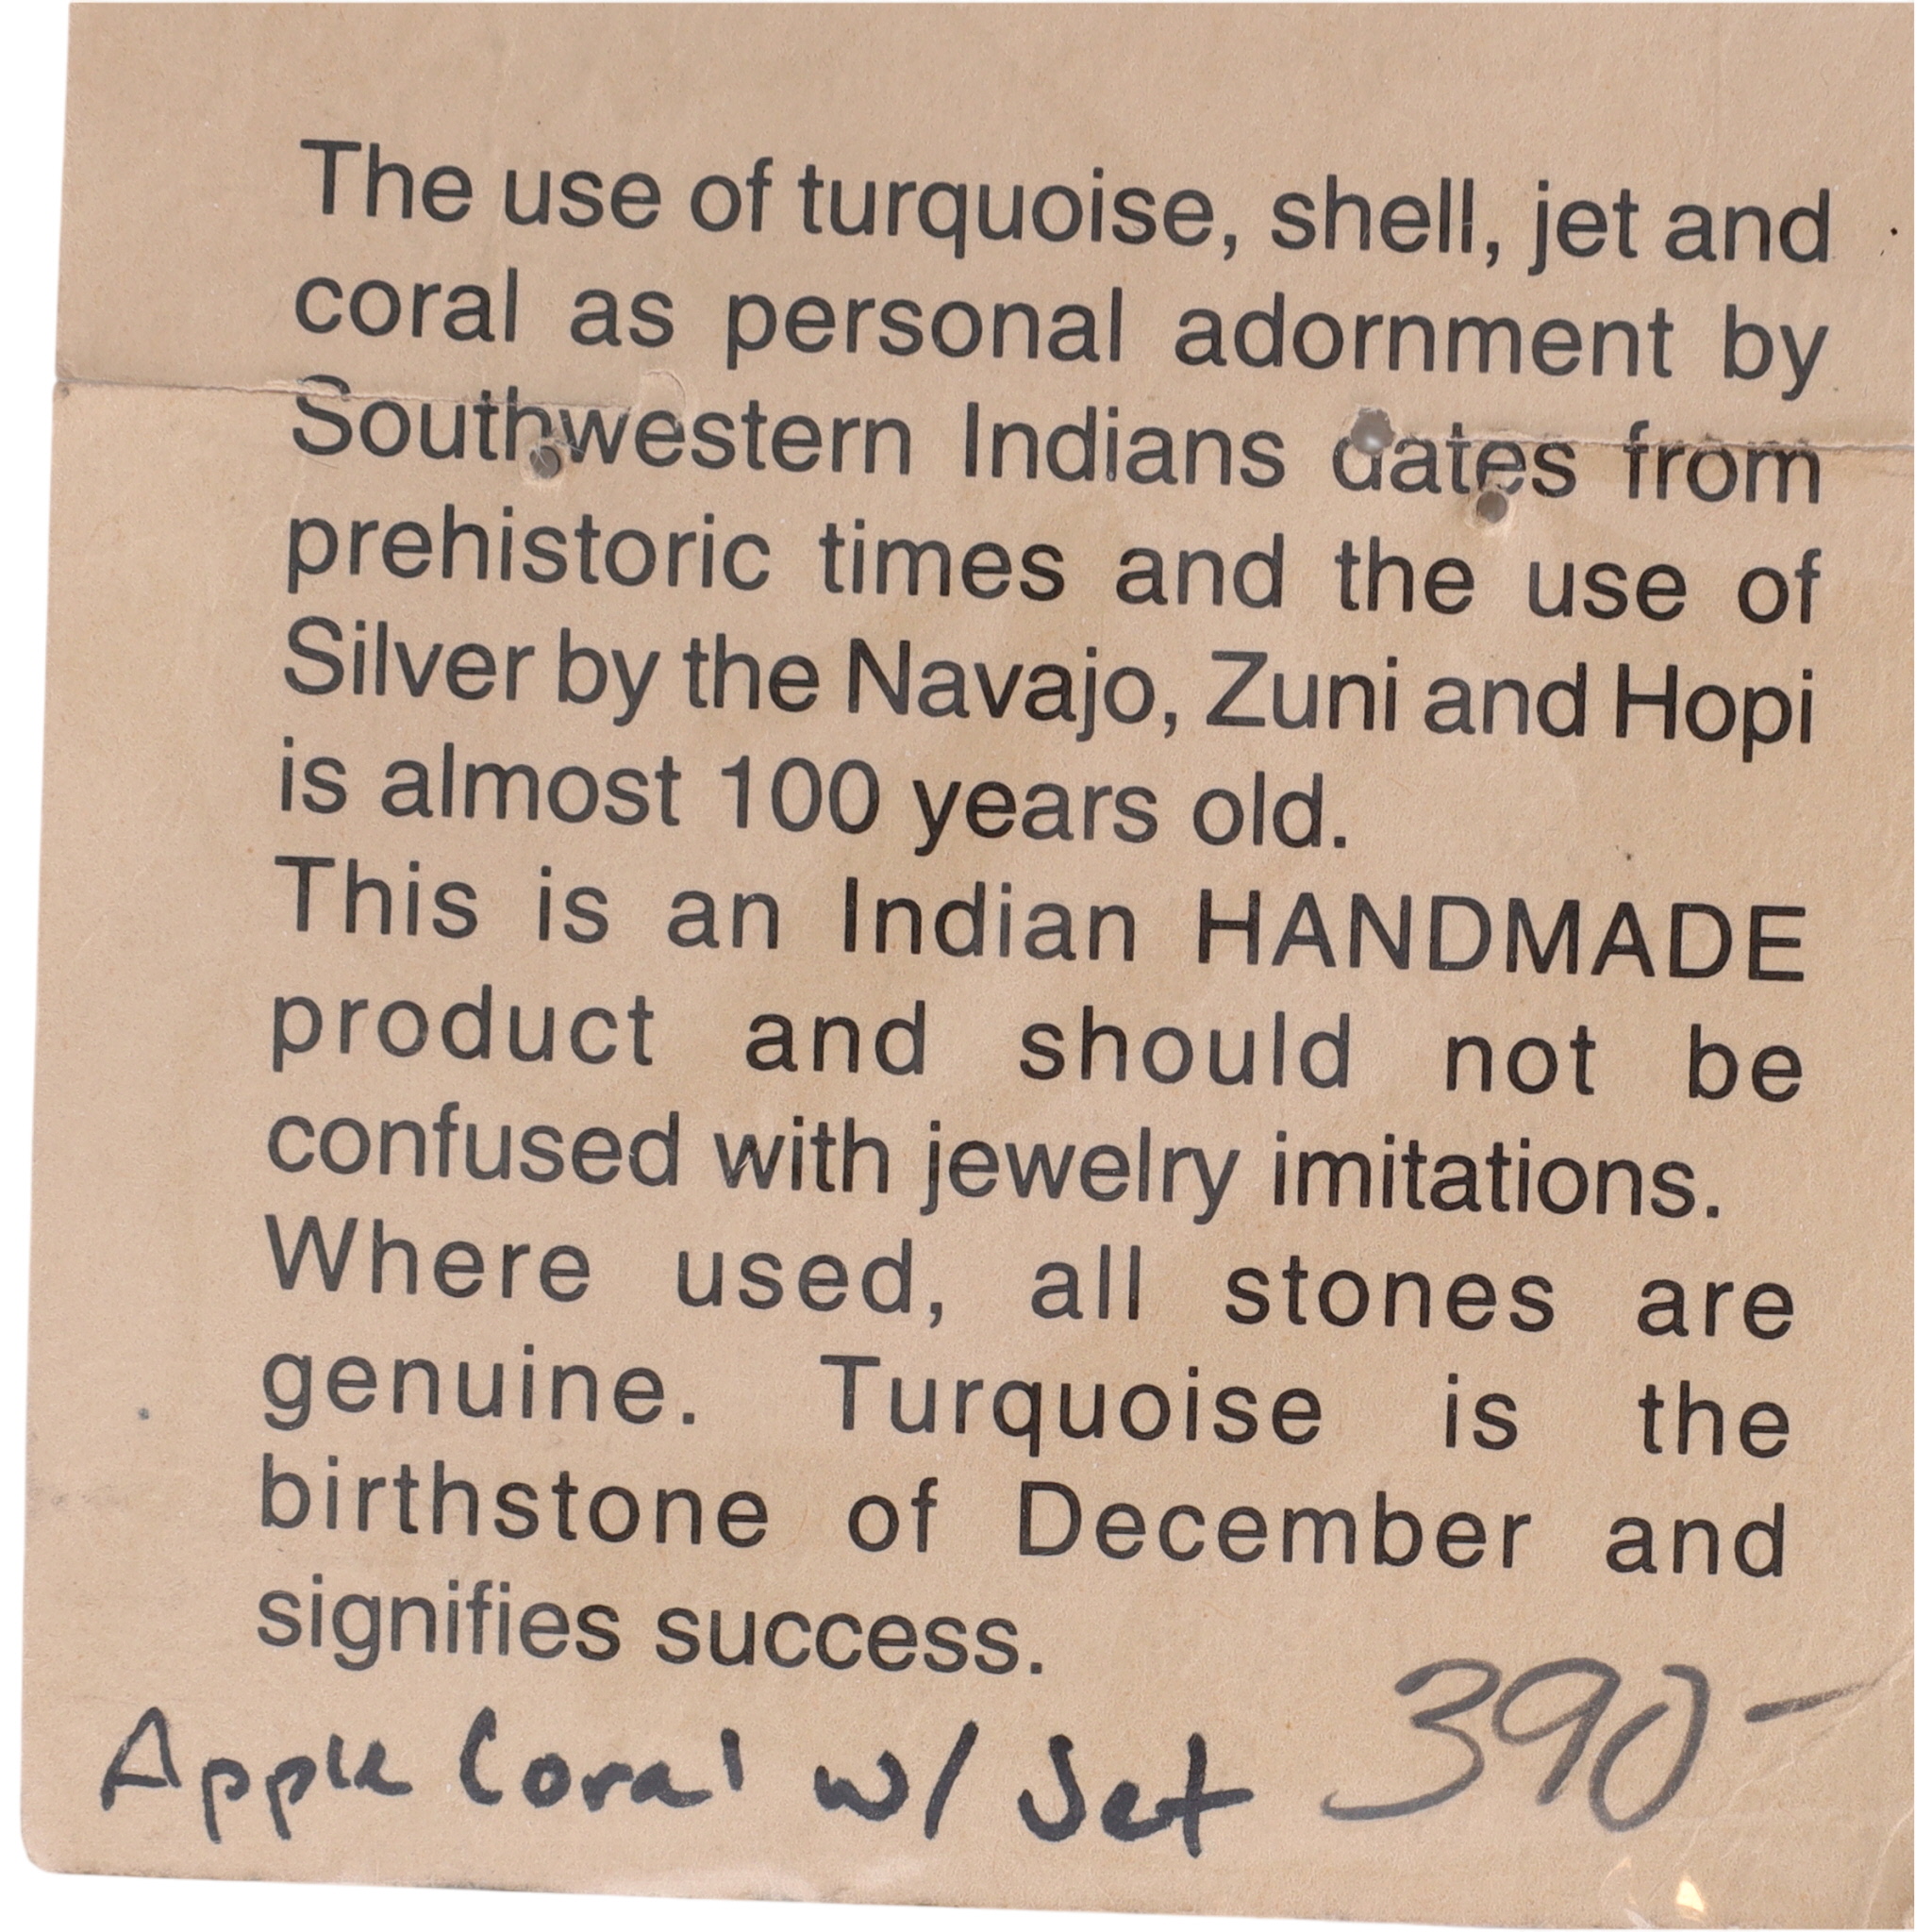 The use of turquoise, shell, jet and
coral as personal adornment by
Southwestern Indians dates from
prehistoric times and the use of
Silver by the Navajo, Zuni and Hopi
is almost 100 years old.
This is an Indian HANDMADE
product and should not be
confused with jewelry imitations.
Where used, all stones are
genuine. Turquoise is the
birthstone of December and
signifies success.
Apple Coral w/ Jet 390-